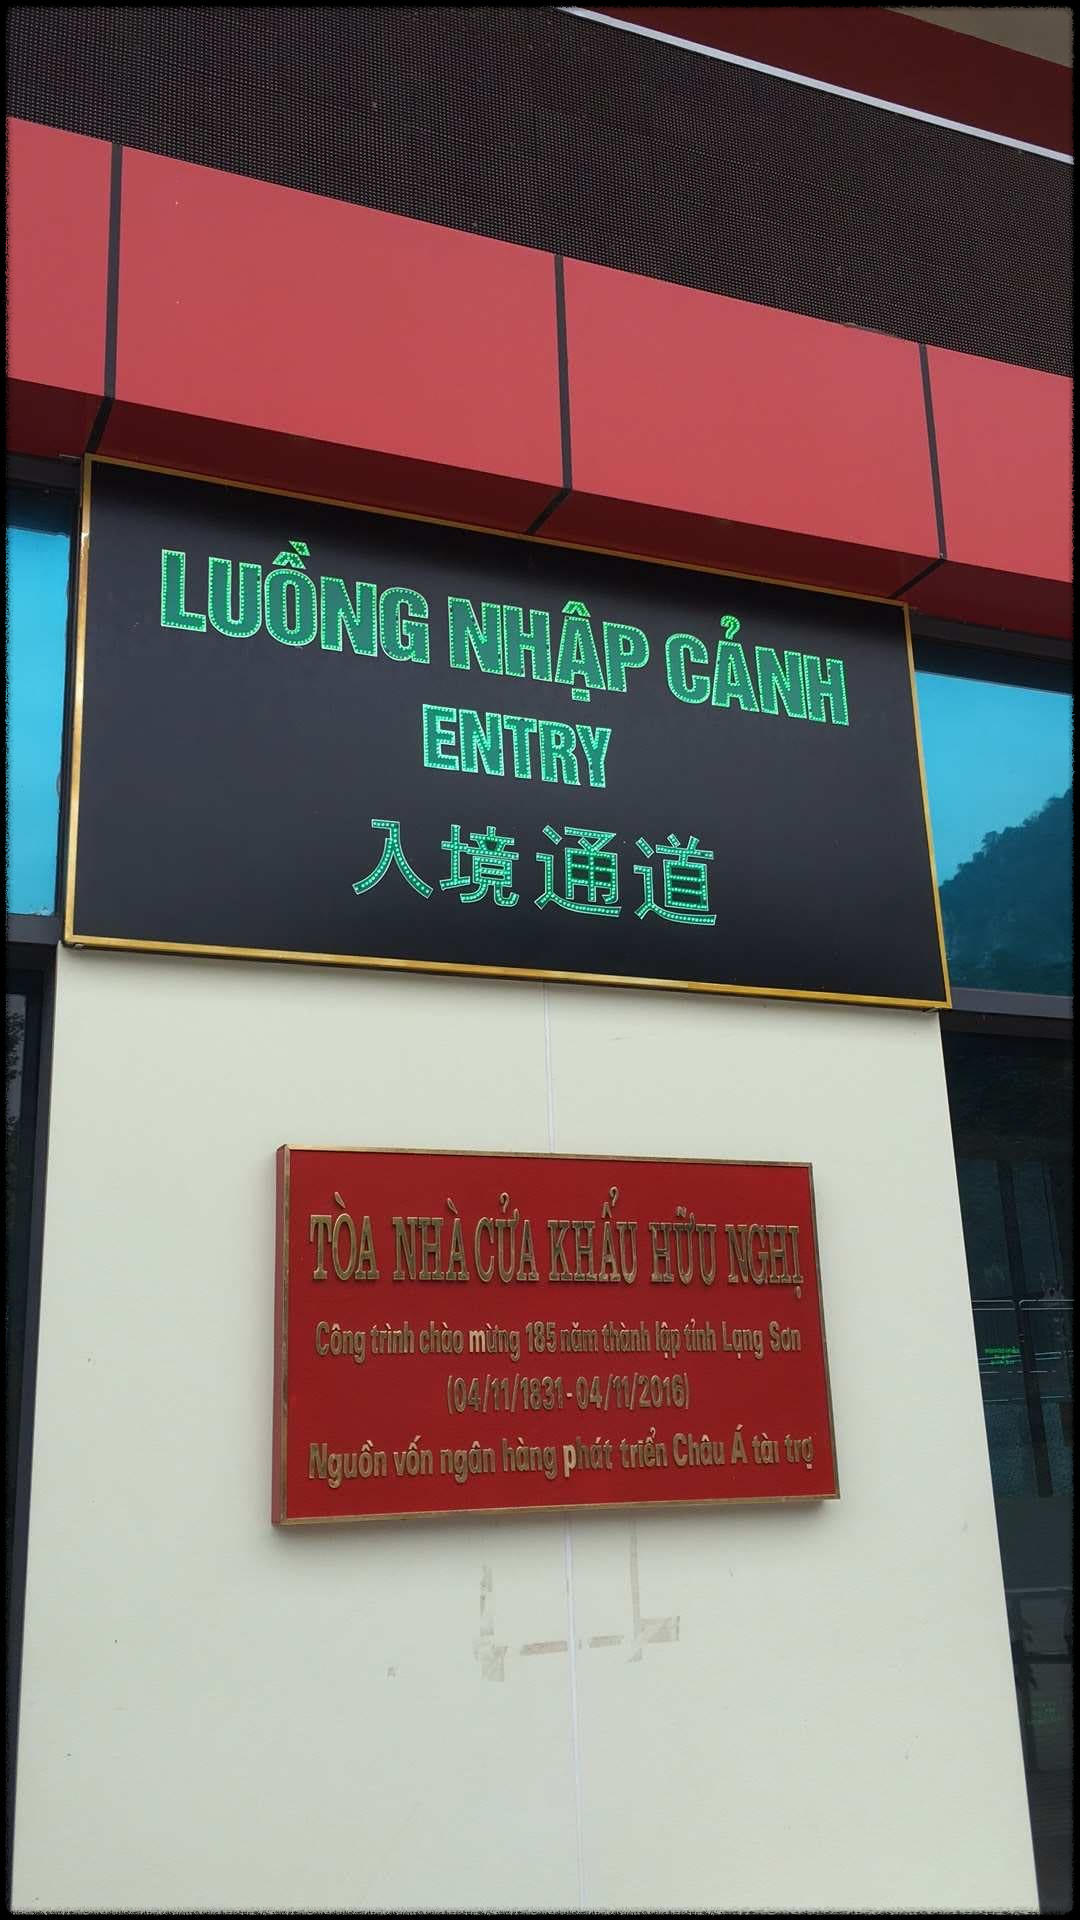 LUỒNG NHẬP CẢNH
ENTRY
入境通道
TÒA NHÀ CỬA KHẨU HỮU NGHỊ
Công trình chào mừng 185 năm thành lập tỉnh Lạng Sơn
(04/11/1831-04/11/2016)
Nguồn vốn ngân hàng phát triển Châu Á tài trợ